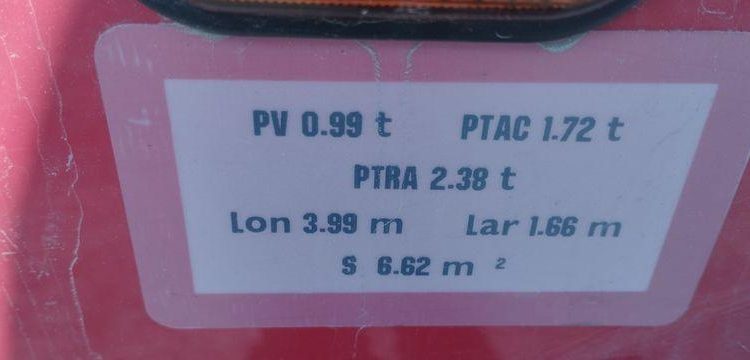 PV 0.99 t PTAC 1.72 t
PTRA 2.38 t
Lon 3.99 m Lar 1.66 m
S 6.62 m ²